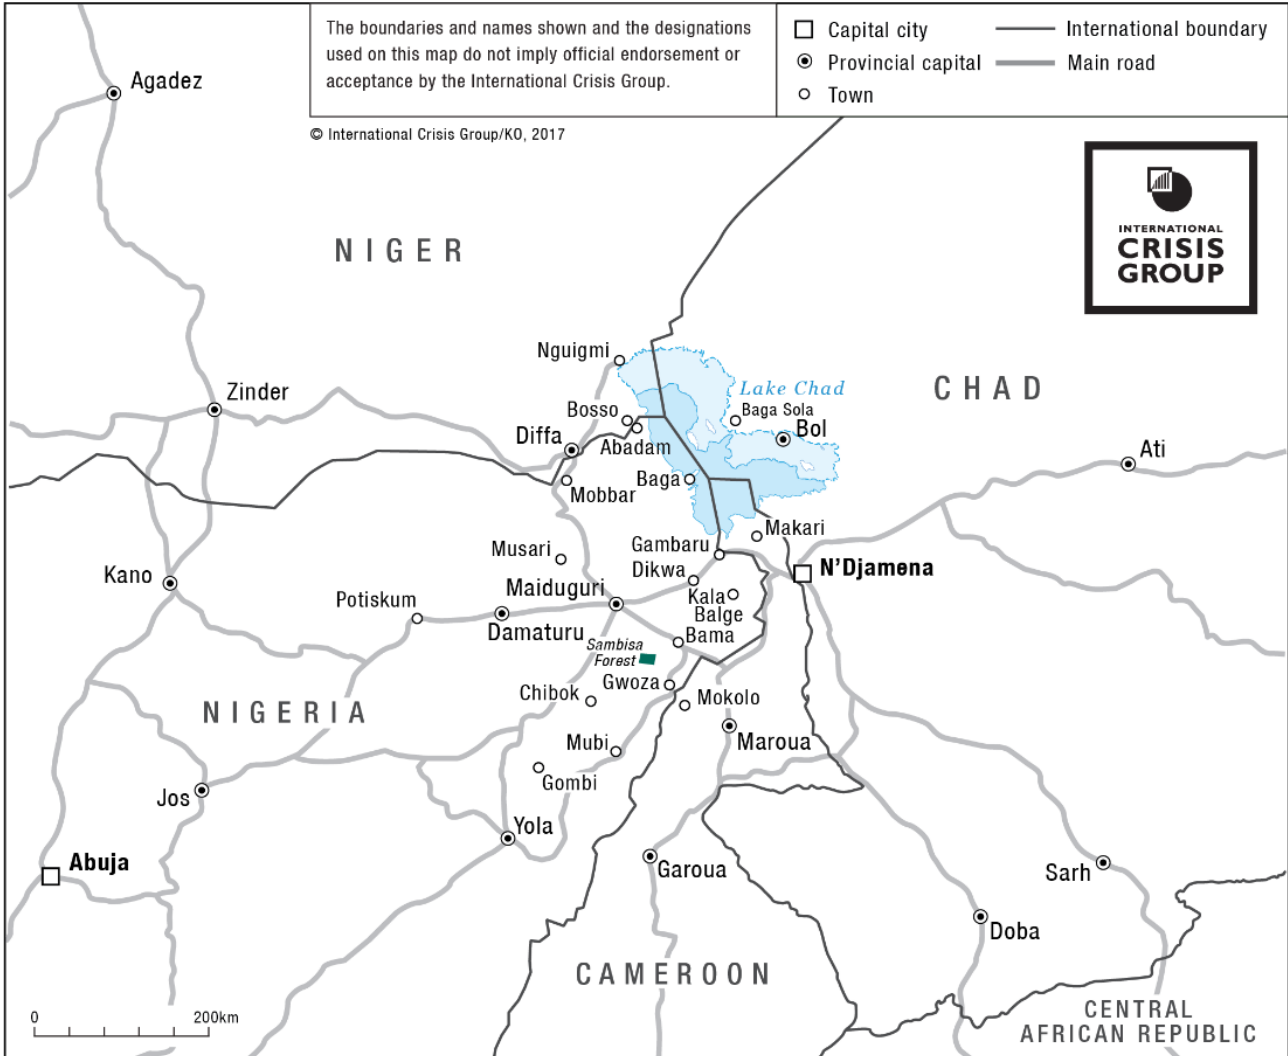 The boundaries and names shown and the designations
used on this map do not imply official endorsement or
acceptance by the International Crisis Group.
Capital city
International boundary
Provincial capital
Main road
Town
© International Crisis Group/KO, 2017
Agadez
INTERNATIONAL
CRISIS
GROUP
NIGER
Nguigmi
Zinder
Lake Chad
CHAD
Bosso
Baga Sola
Diffa
Abadam
Bol
Ati
Mobbar
Baga
Makari
Musari
Gambaru
Kano
Dikwa
N'Djamena
Maiduguri
Potiskum
Kala
Balge
Damaturu
Bama
Sambisa
Forest
Gwoza
Chibok
Mokolo
NIGERIA
Mubi
Maroua
Gombi
Jos
Yola
Abuja
Garoua
Sarh
Doba
CAMEROON
CENTRAL
AFRICAN REPUBLIC
0
200km